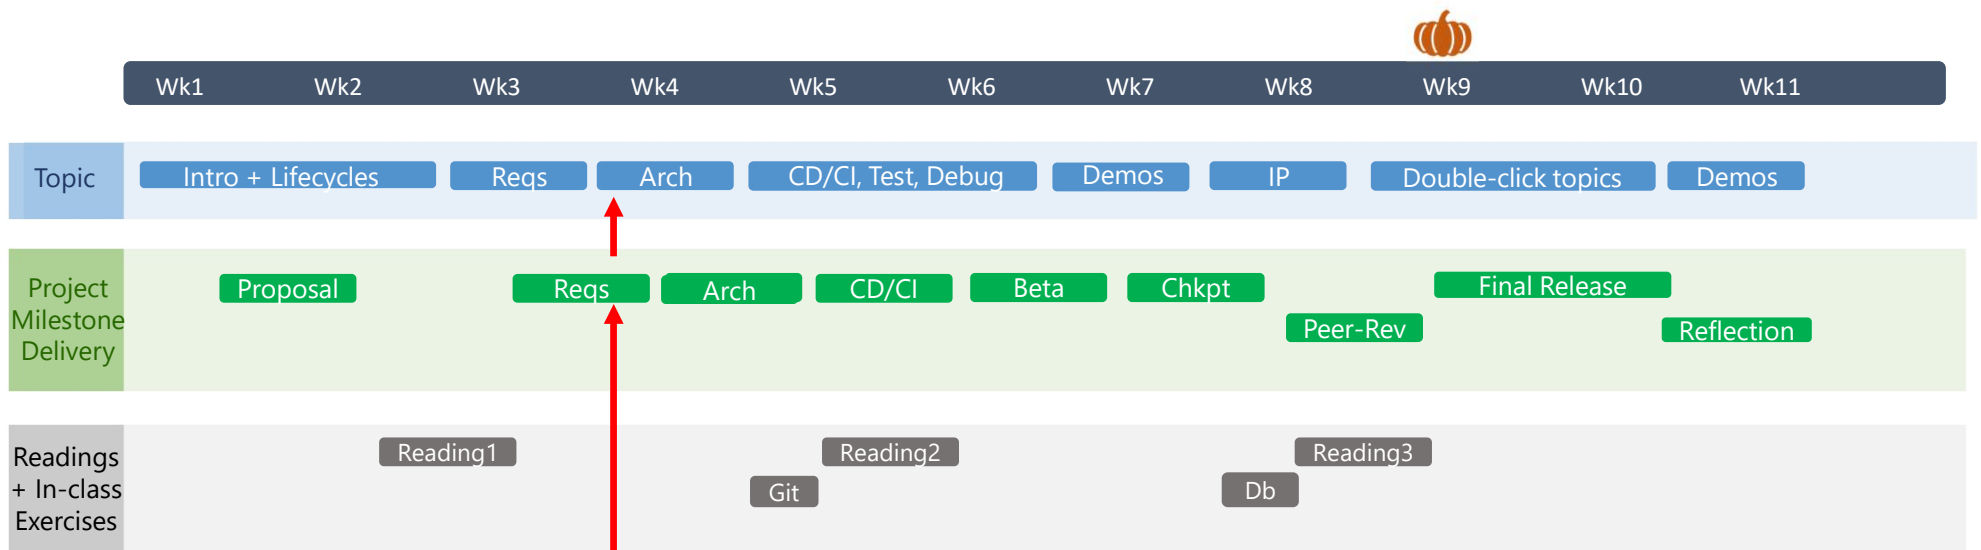 Wk1 Wk2 Wk3 Wk4 Wk5 Wk6 Wk7 Wk8 Wk9 Wk10 Wk11
Topic
Intro + Lifecycles
Reqs
Arch
CD/CI, Test, Debug
Demos
IP
Double-click topics
Demos
Project
Milestone
Delivery
Proposal
Reqs
Arch
CD/CI
Beta
Chkpt
Peer-Rev
Final Release
Reflection
Readings
+ In-class
Exercises
Reading1
Git
Reading2
Db
Reading3